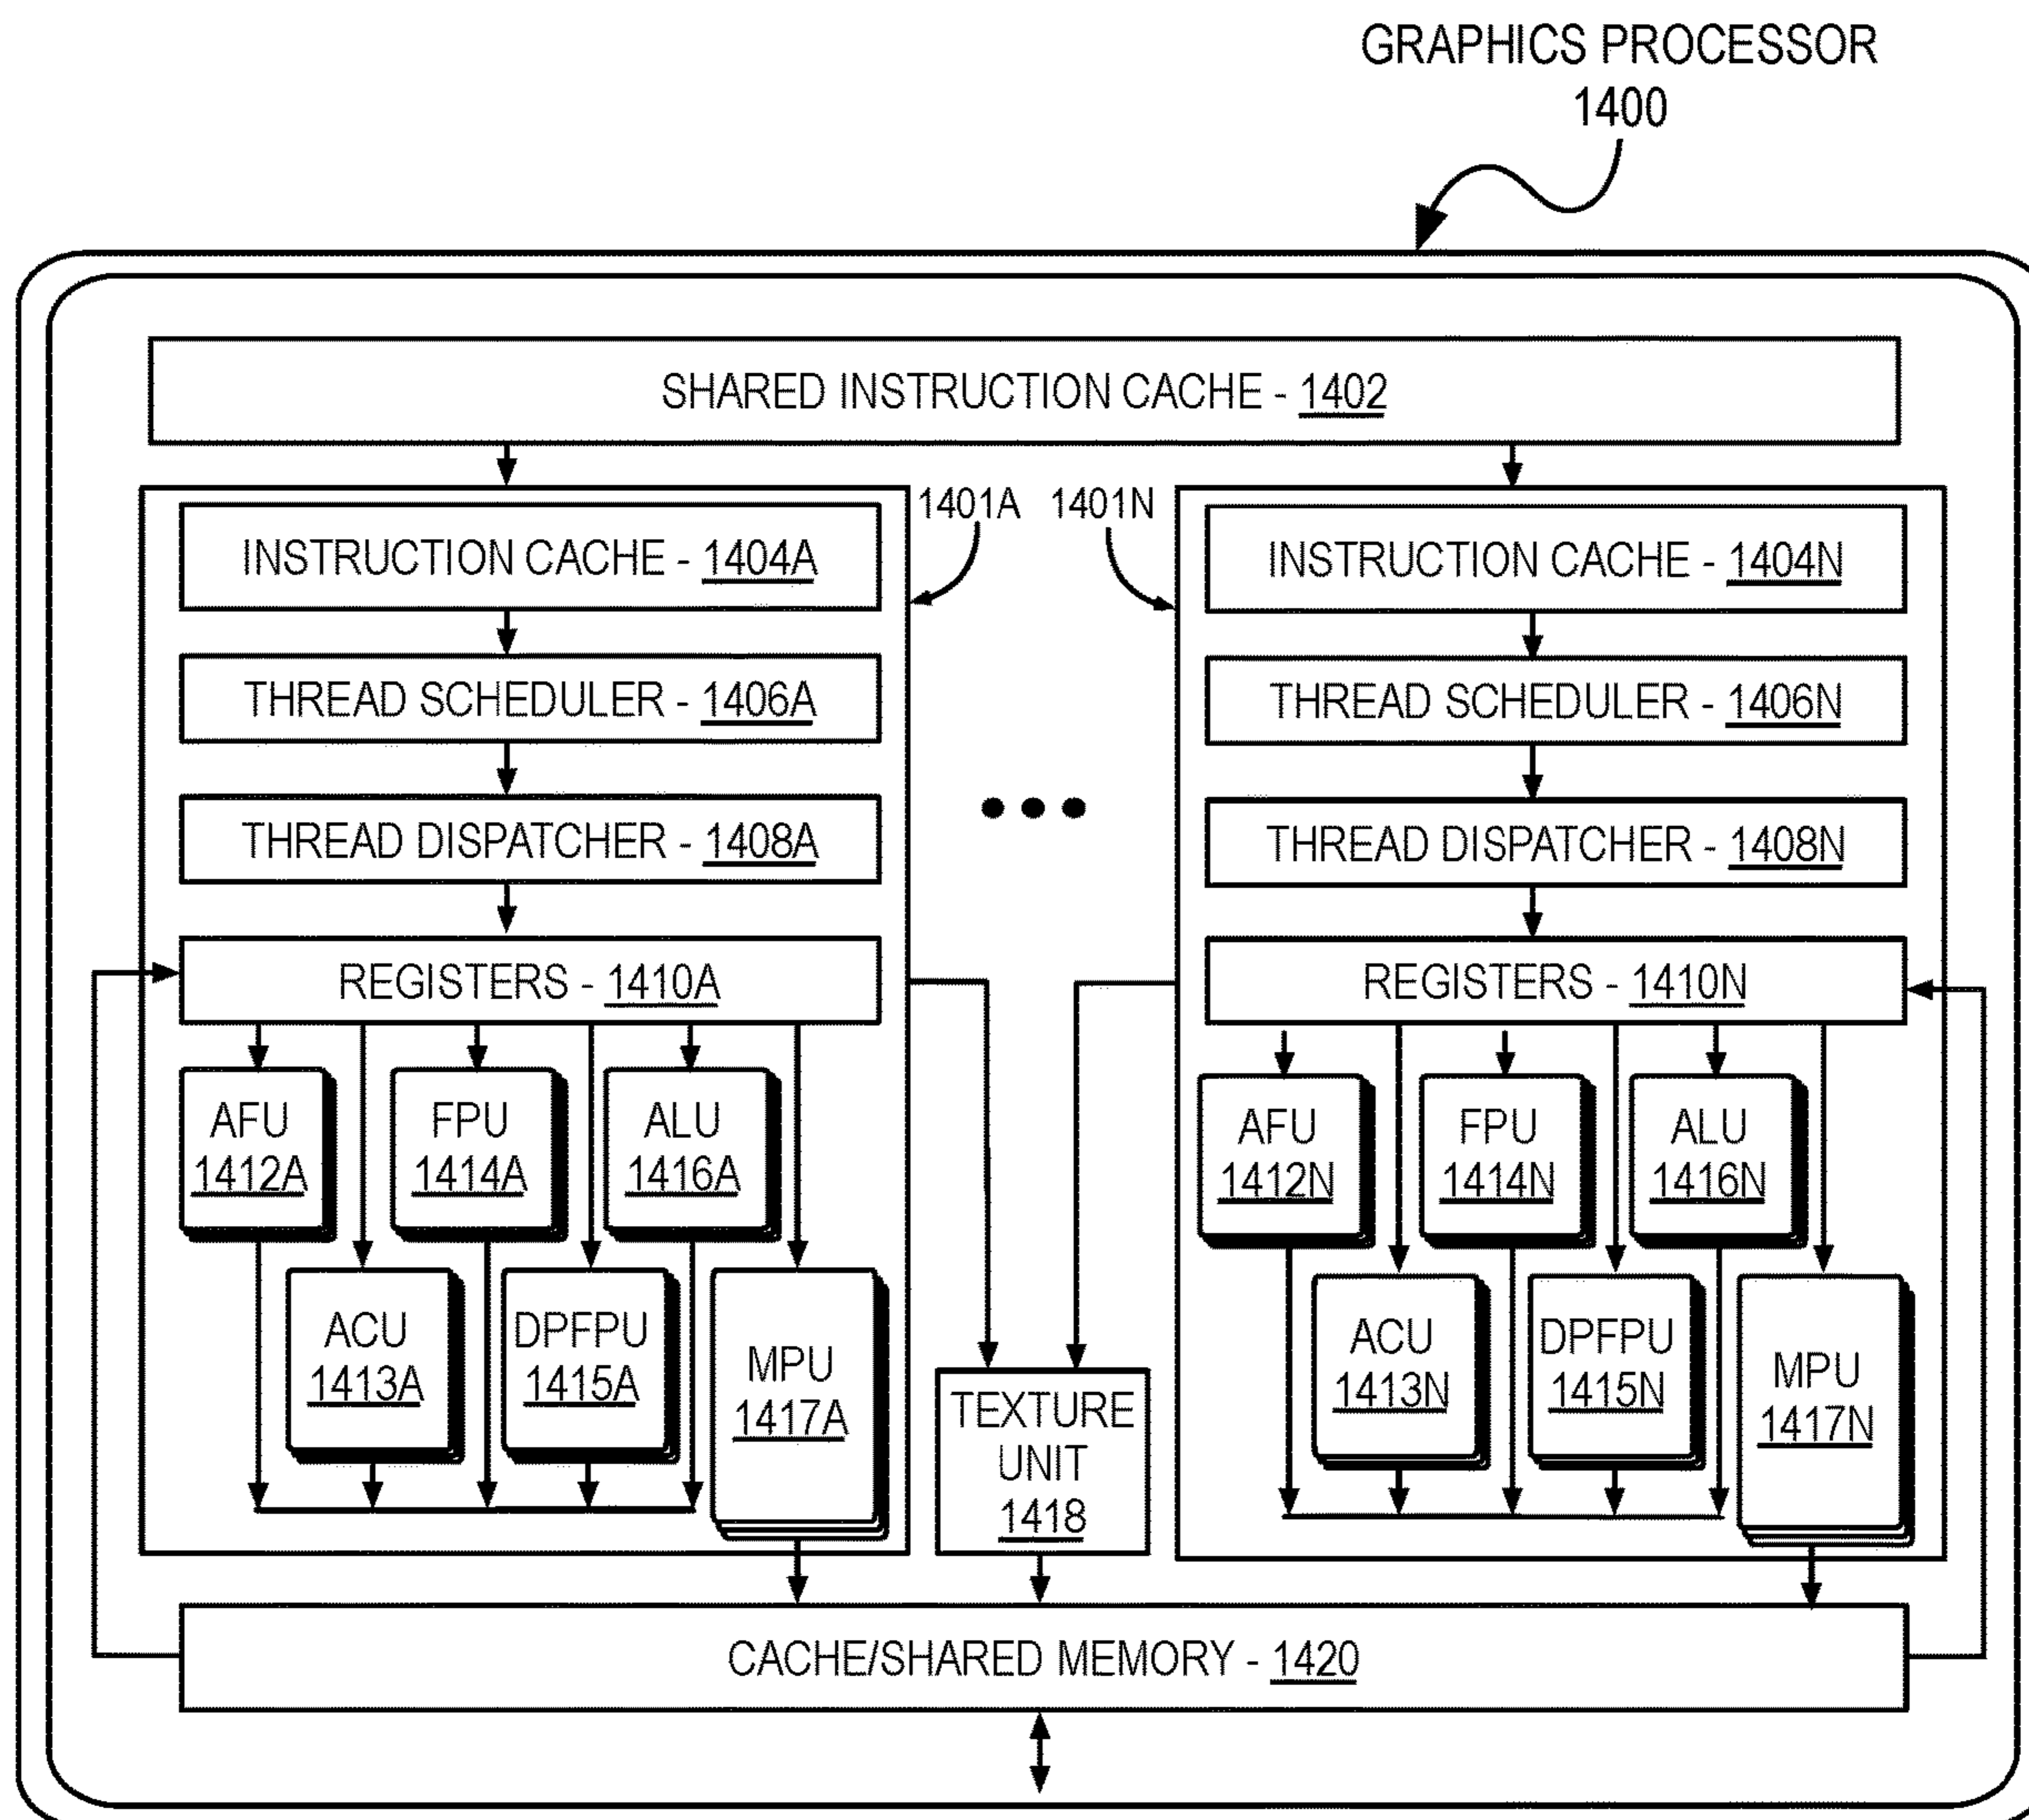 GRAPHICS PROCESSOR
1400
SHARED INSTRUCTION CACHE - 1402
1401A
1401N
INSTRUCTION CACHE - 1404A
THREAD SCHEDULER - 1406A
THREAD DISPATCHER - 1408A
REGISTERS - 1410A
AFU
1412A
FPU
1414A
ALU
1416A
ACU
1413A
DPFPU
1415A
MPU
1417A
INSTRUCTION CACHE - 1404N
THREAD SCHEDULER - 1406N
THREAD DISPATCHER - 1408N
REGISTERS - 1410N
AFU
1412N
FPU
1414N
ALU
1416N
ACU
1413N
DPFPU
1415N
MPU
1417N
TEXTURE
UNIT
1418
CACHE/SHARED MEMORY - 1420